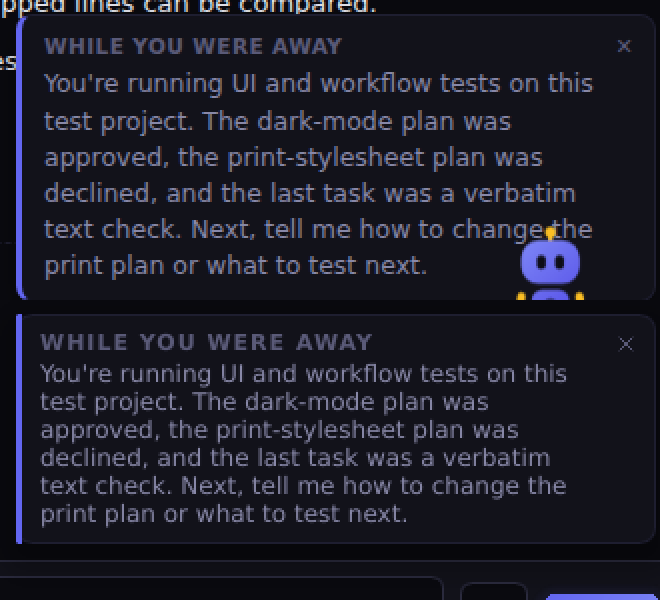 pped lines can be compared.
es
WHILE YOU WERE AWAY
You're running UI and workflow tests on this
test project. The dark-mode plan was
approved, the print-stylesheet plan was
declined, and the last task was a verbatim
text check. Next, tell me how to change the
print plan or what to test next.
WHILE YOU WERE AWAY
You're running UI and workflow tests on this
test project. The dark-mode plan was
approved, the print-stylesheet plan was
declined, and the last task was a verbatim
text check. Next, tell me how to change the
print plan or what to test next.